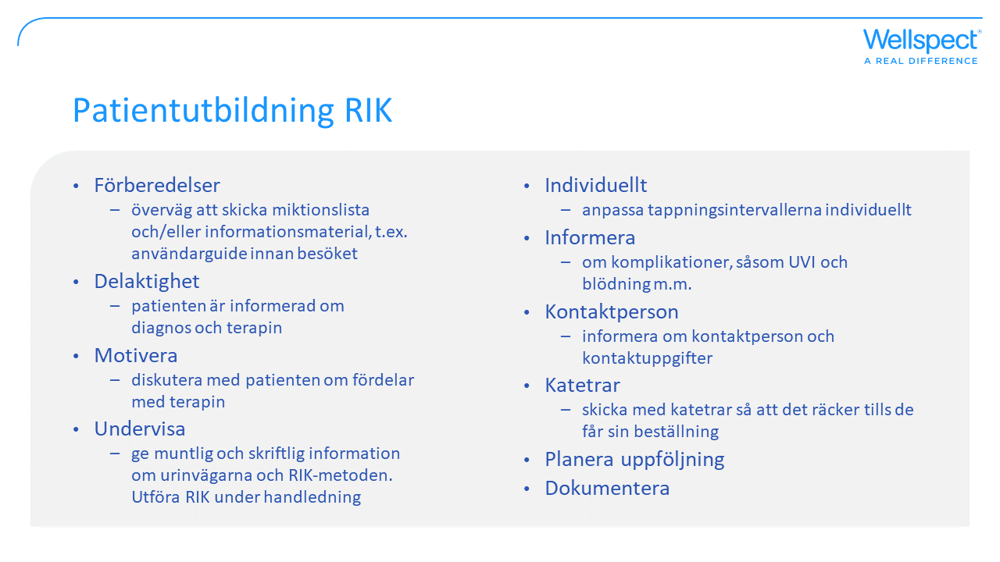 Wellspect®
A REAL DIFFERENCE
Patientutbildning RIK
• Förberedelser
– överväg att skicka miktionslista
och/eller informationsmaterial, t.ex.
användarguide innan besöket
• Delaktighet
– patienten är informerad om
diagnos och terapin
• Motivera
– diskutera med patienten om fördelar
med terapin
• Undervisa
– ge muntlig och skriftlig information
om urinvägarna och RIK-metoden.
Utföra RIK under handledning
• Individuellt
– anpassa tappningsintervallerna individuellt
• Informera
– om komplikationer, såsom UVI och
blödning m.m.
• Kontaktperson
– informera om kontaktperson och
kontaktuppgifter
• Katetrar
– skicka med katetrar så att det räcker tills de
får sin beställning
• Planera uppföljning
• Dokumentera